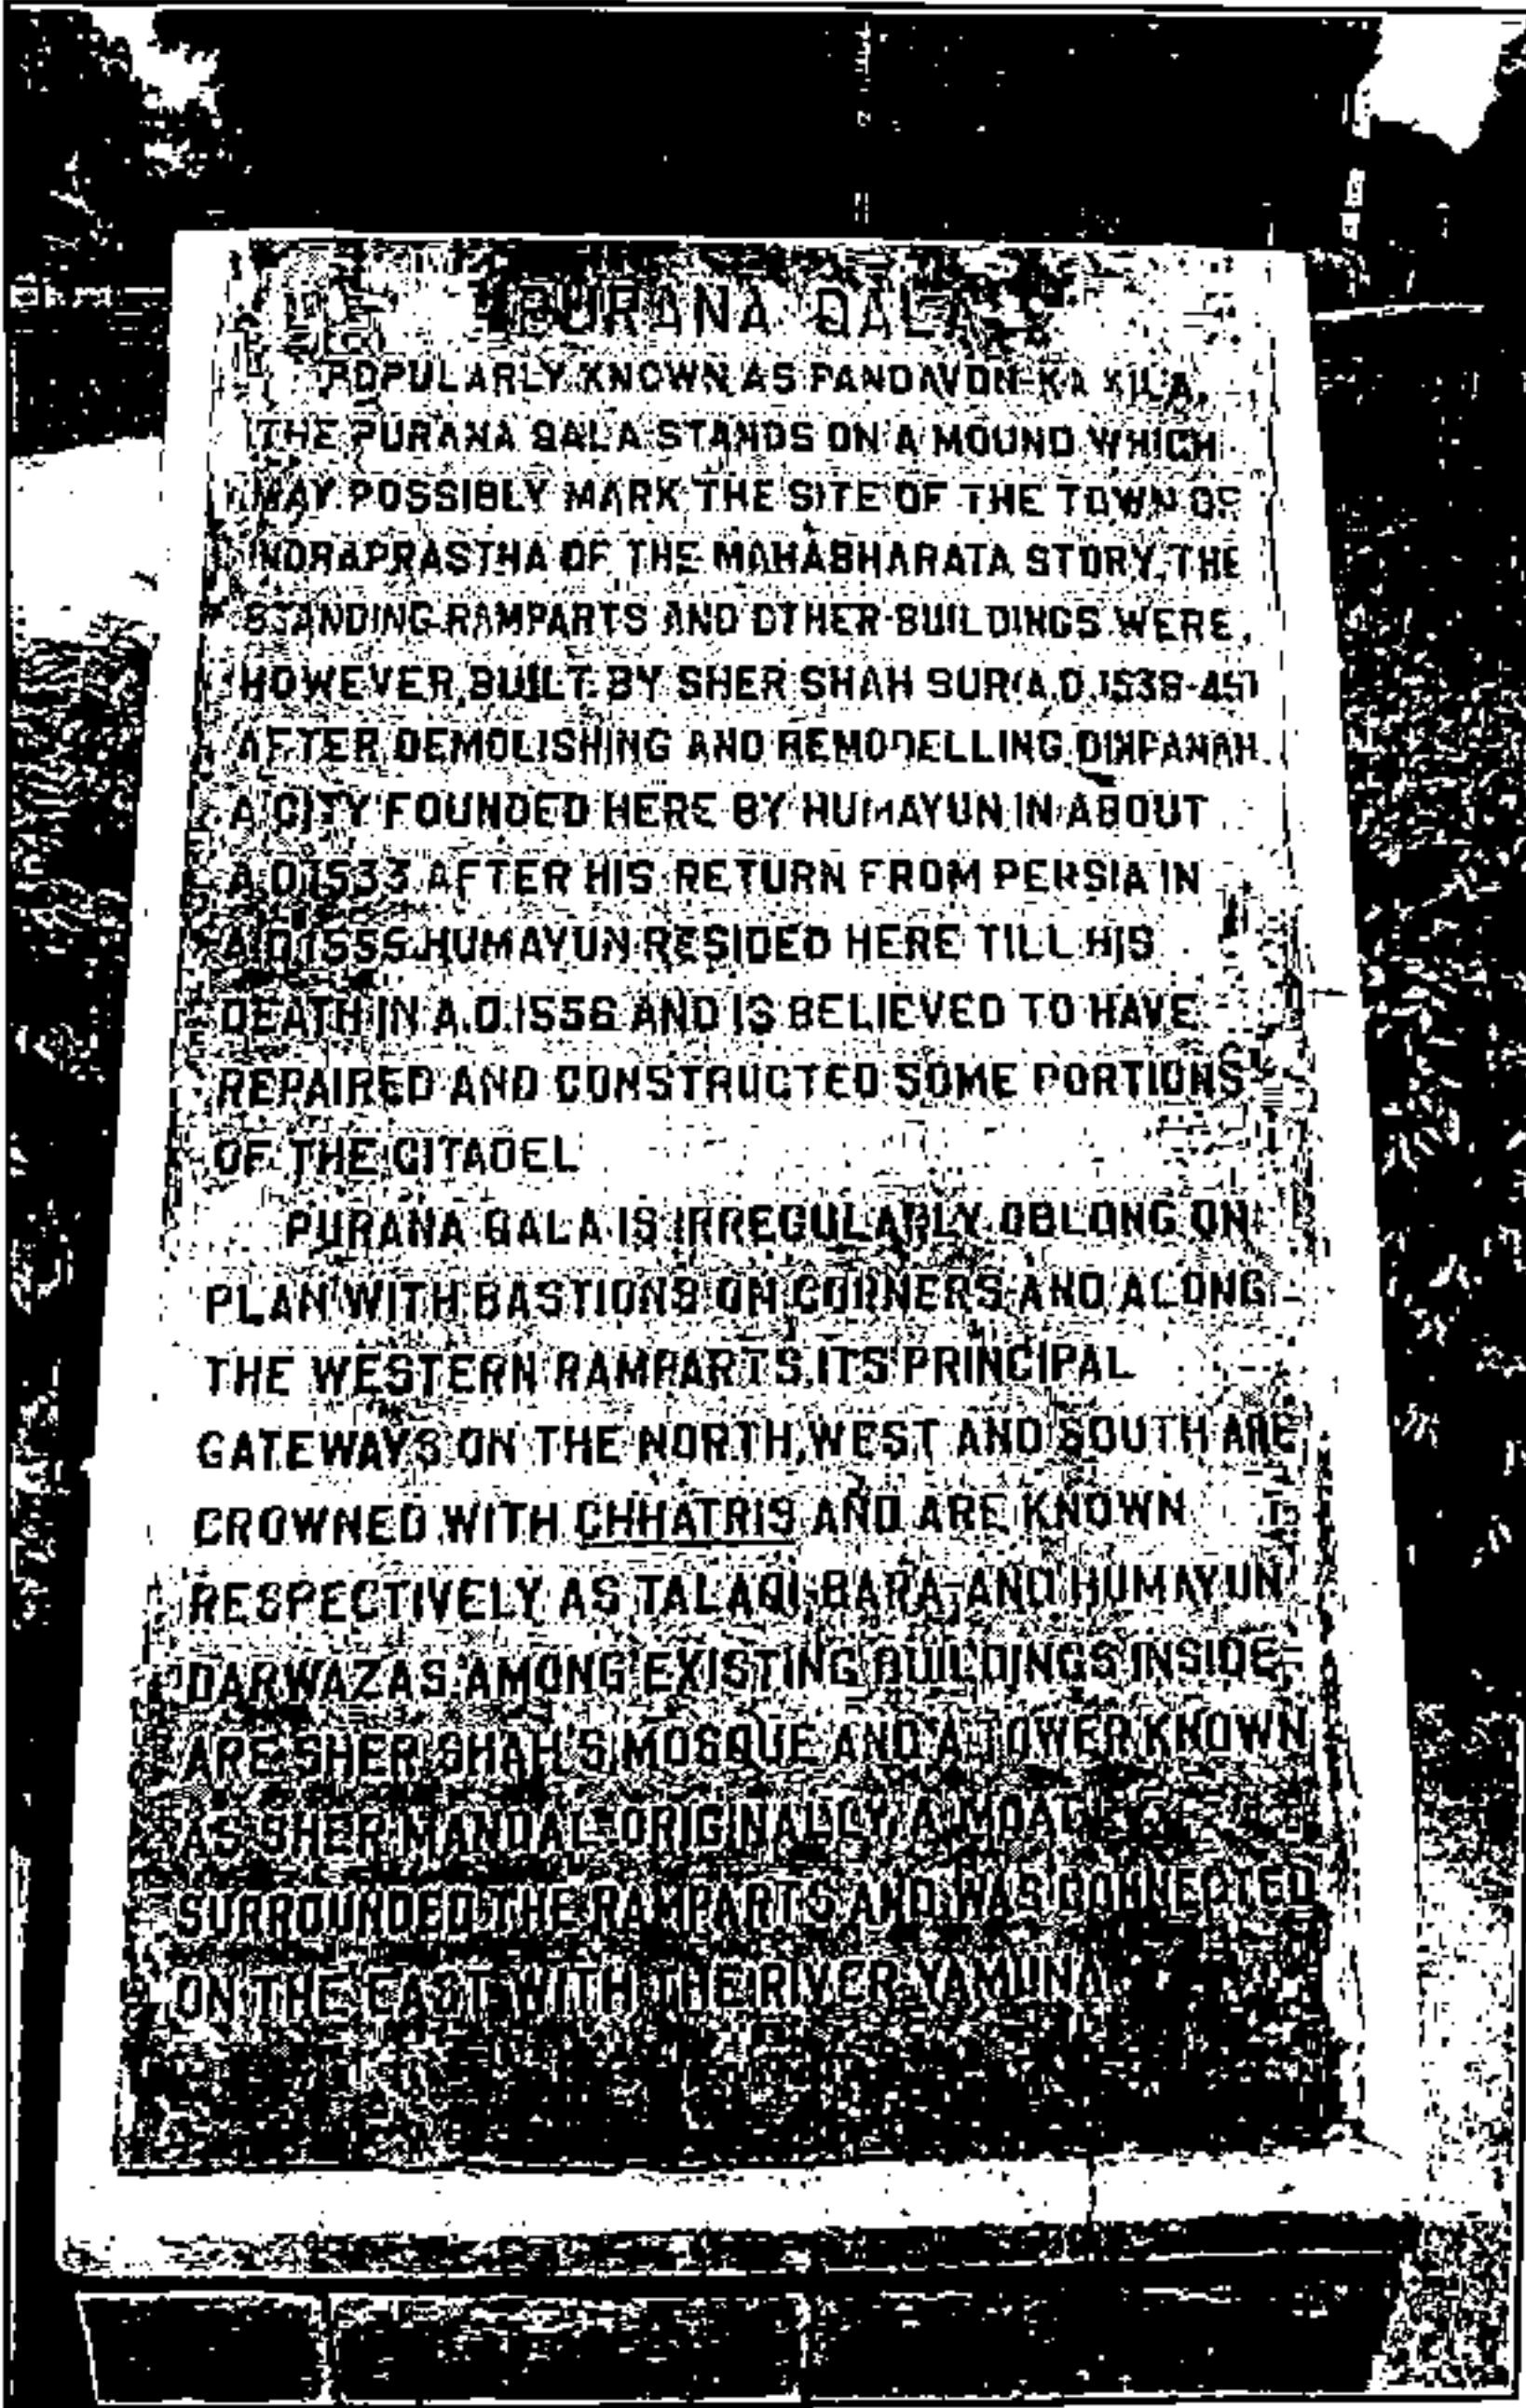 PURANA QALA
POPULARLY KNOWN AS PANDAVON-KA KILA,
THE PURANA QALA STANDS ON A MOUND WHICH
MAY POSSIBLY MARK THE SITE OF THE TOWN OF
INDRAPRASTHA OF THE MAHABHARATA STORY. THE
STANDING RAMPARTS AND OTHER BUILDINGS WERE,
HOWEVER, BUILT BY SHER SHAH SUR (A.D. 1538-45)
AFTER DEMOLISHING AND REMODELLING DINPANAH,
A CITY FOUNDED HERE BY HUMAYUN IN ABOUT
A.D. 1533. AFTER HIS RETURN FROM PERSIA IN
A.D. 1555 HUMAYUN RESIDED HERE TILL HIS
DEATH IN A.D. 1556 AND IS BELIEVED TO HAVE
REPAIRED AND CONSTRUCTED SOME PORTIONS
OF THE CITADEL
PURANA QALA IS IRREGULARLY OBLONG ON
PLAN WITH BASTIONS ON CORNERS AND ALONG
THE WESTERN RAMPARTS. ITS PRINCIPAL
GATEWAYS ON THE NORTH, WEST AND SOUTH ARE
CROWNED WITH CHHATRIS AND ARE KNOWN
RESPECTIVELY AS TALAQI-BARA-AND HUMAYUN
DARWAZAS. AMONG EXISTING BUILDINGS INSIDE
ARE SHER SHAH'S MOSQUE AND A TOWER KNOWN
AS SHER MANDAL. ORIGINALLY A MOAT
SURROUNDED THE RAMPARTS AND WAS CONNECTED
ON THE EAST WITH THE RIVER YAMUNA